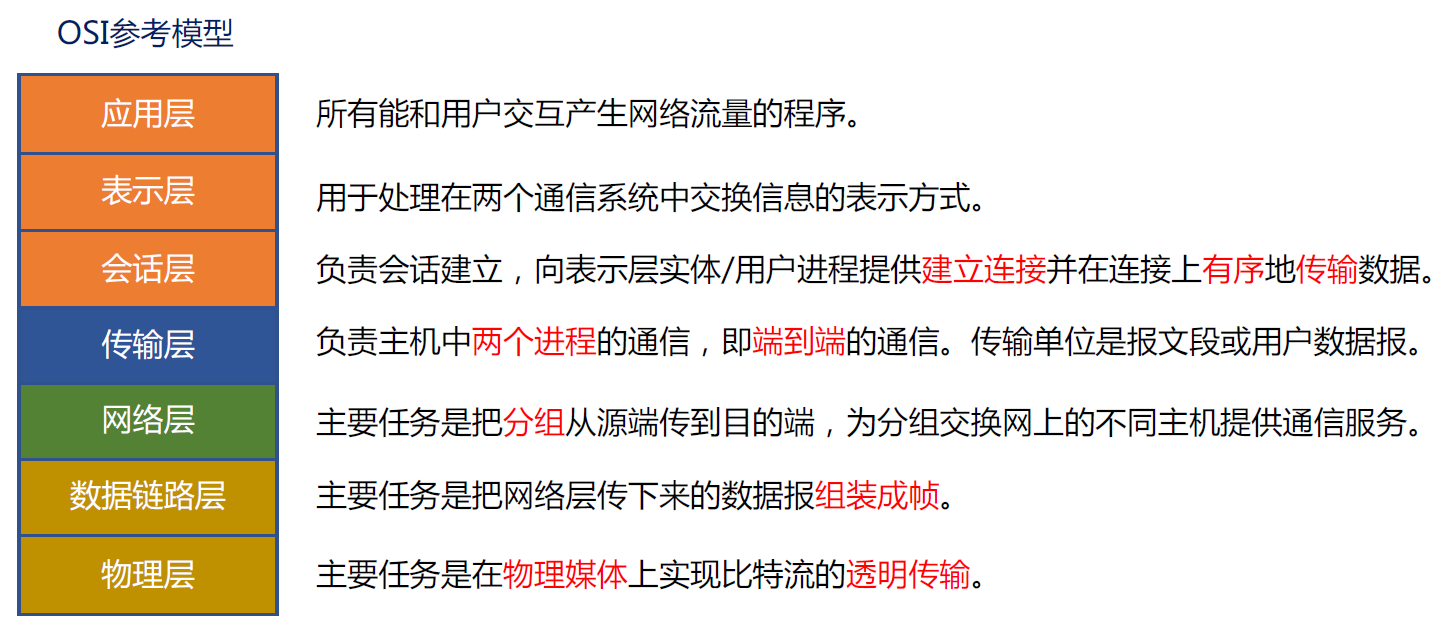 OSI参考模型
应用层
所有能和用户交互产生网络流量的程序。
表示层
用于处理在两个通信系统中交换信息的表示方式。
会话层
负责会话建立，向表示层实体/用户进程提供建立连接并在连接上有序地传输数据。
传输层
负责主机中两个进程的通信，即端到端的通信。传输单位是报文段或用户数据报。
网络层
主要任务是把分组从源端传到目的端，为分组交换网上的不同主机提供通信服务。
数据链路层
主要任务是把网络层传下来的数据报组装成帧。
物理层
主要任务是在物理媒体上实现比特流的透明传输。